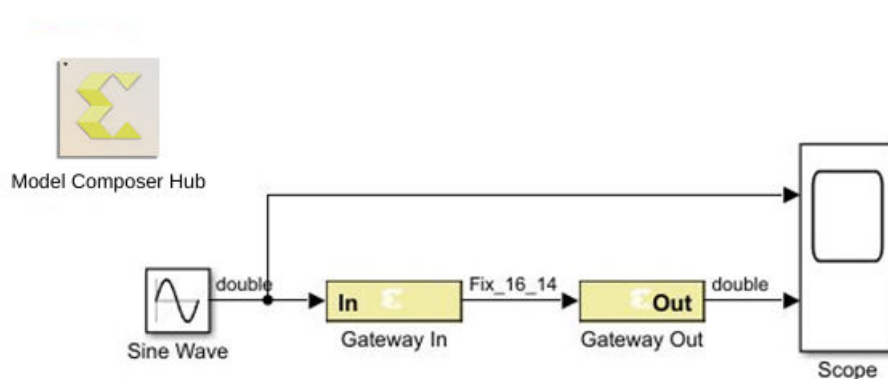 Model Composer Hub
double
Fix_16_14
double
In
Out
Sine Wave
Gateway In
Gateway Out
Scope